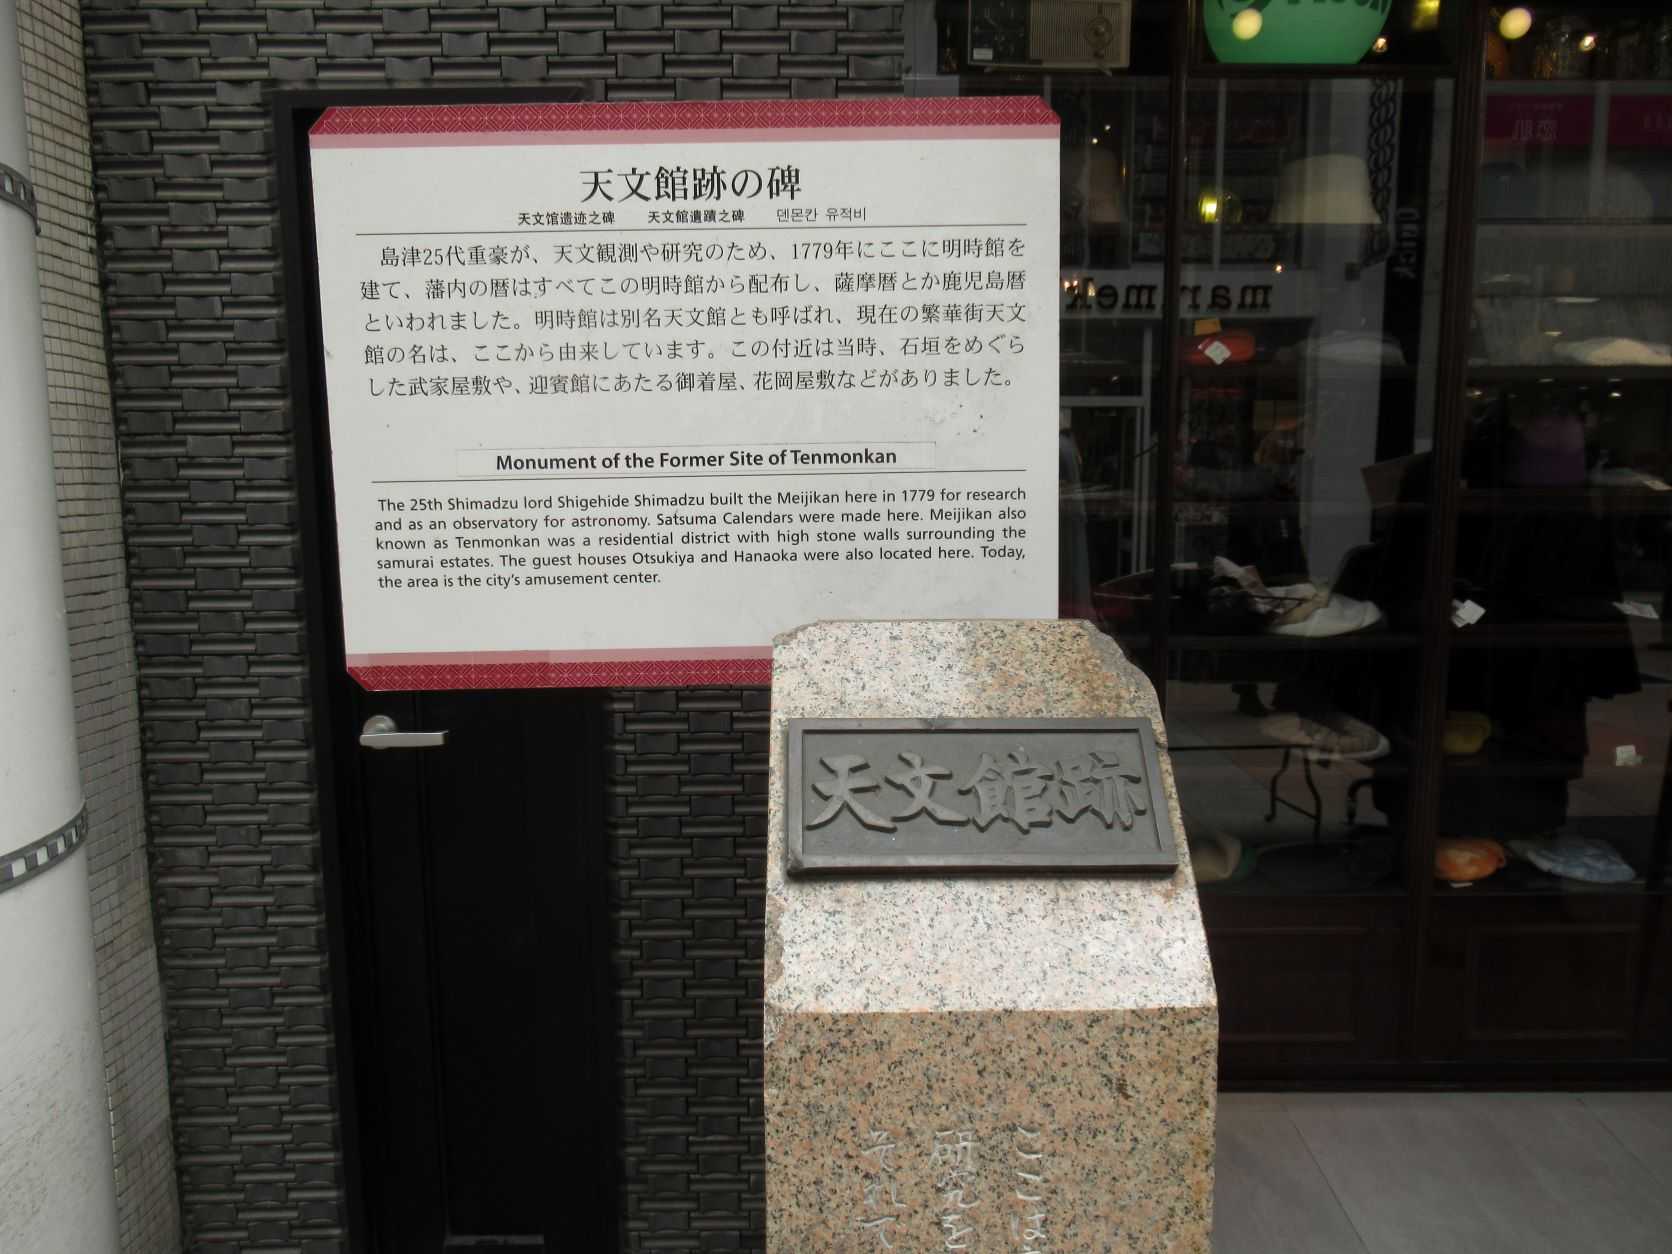 天文館跡の碑
天文馆遗迹之碑 天文館遺蹟之碑 덴몬칸 유적비
島津25代重豪が、天文観測や研究のため、1779年にここに明時館を
建て、藩内の暦はすべてこの明時館から配布し、薩摩暦とか鹿児島暦
といわれました。明時館は別名天文館とも呼ばれ、現在の繁華街天文
館の名は、ここから由来しています。この付近は当時、石垣をめぐら
した武家屋敷や、迎賓館にあたる御着屋、花岡屋敷などがありました。
Monument of the Former Site of Tenmonkan
The 25th Shimadzu lord Shigehide Shimadzu built the Meijikan here in 1779 for research
and as an observatory for astronomy. Satsuma Calendars were made here. Meijikan also
known as Tenmonkan was a residential district with high stone walls surrounding the
samurai estates. The guest houses Otsukiya and Hanaoka were also located here. Today,
the area is the city's amusement center.
天文館跡
ここは
研究を
それて